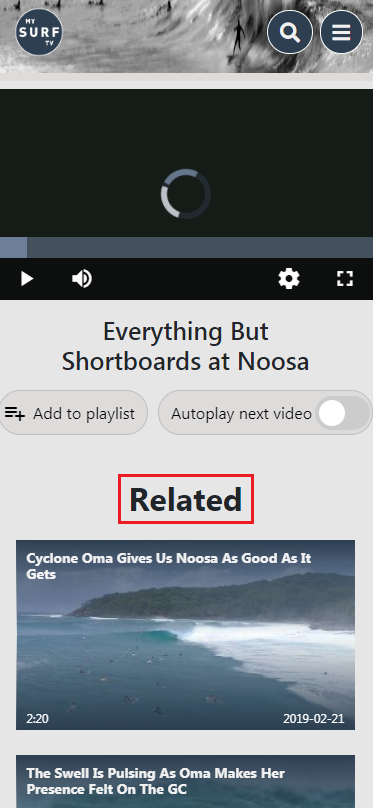 MY
SURF
TV
Everything But
Shortboards at Noosa
Add to playlist
Autoplay next video
Related
Cyclone Oma Gives Us Noosa As Good As It
Gets
2:20
2019-02-21
The Swell Is Pulsing As Oma Makes Her
Presence Felt On The GC